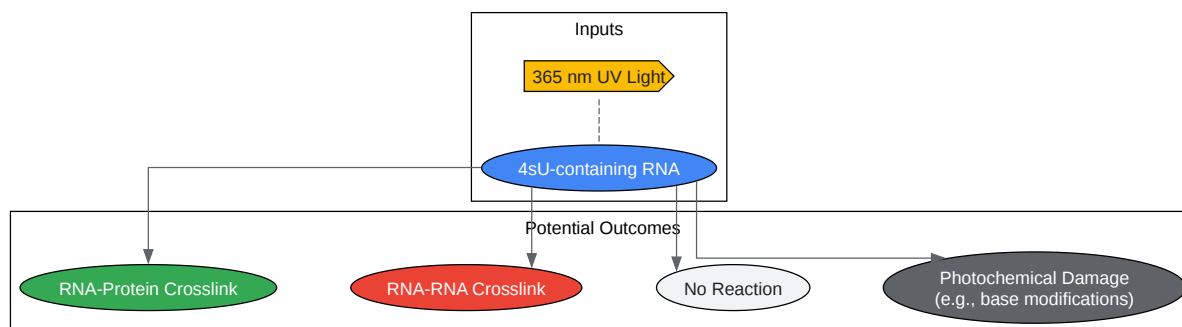 Inputs
365 nm UV Light
4sU-containing RNA
Potential Outcomes
RNA-Protein Crosslink
RNA-RNA Crosslink
No Reaction
Photochemical Damage
(e.g., base modifications)